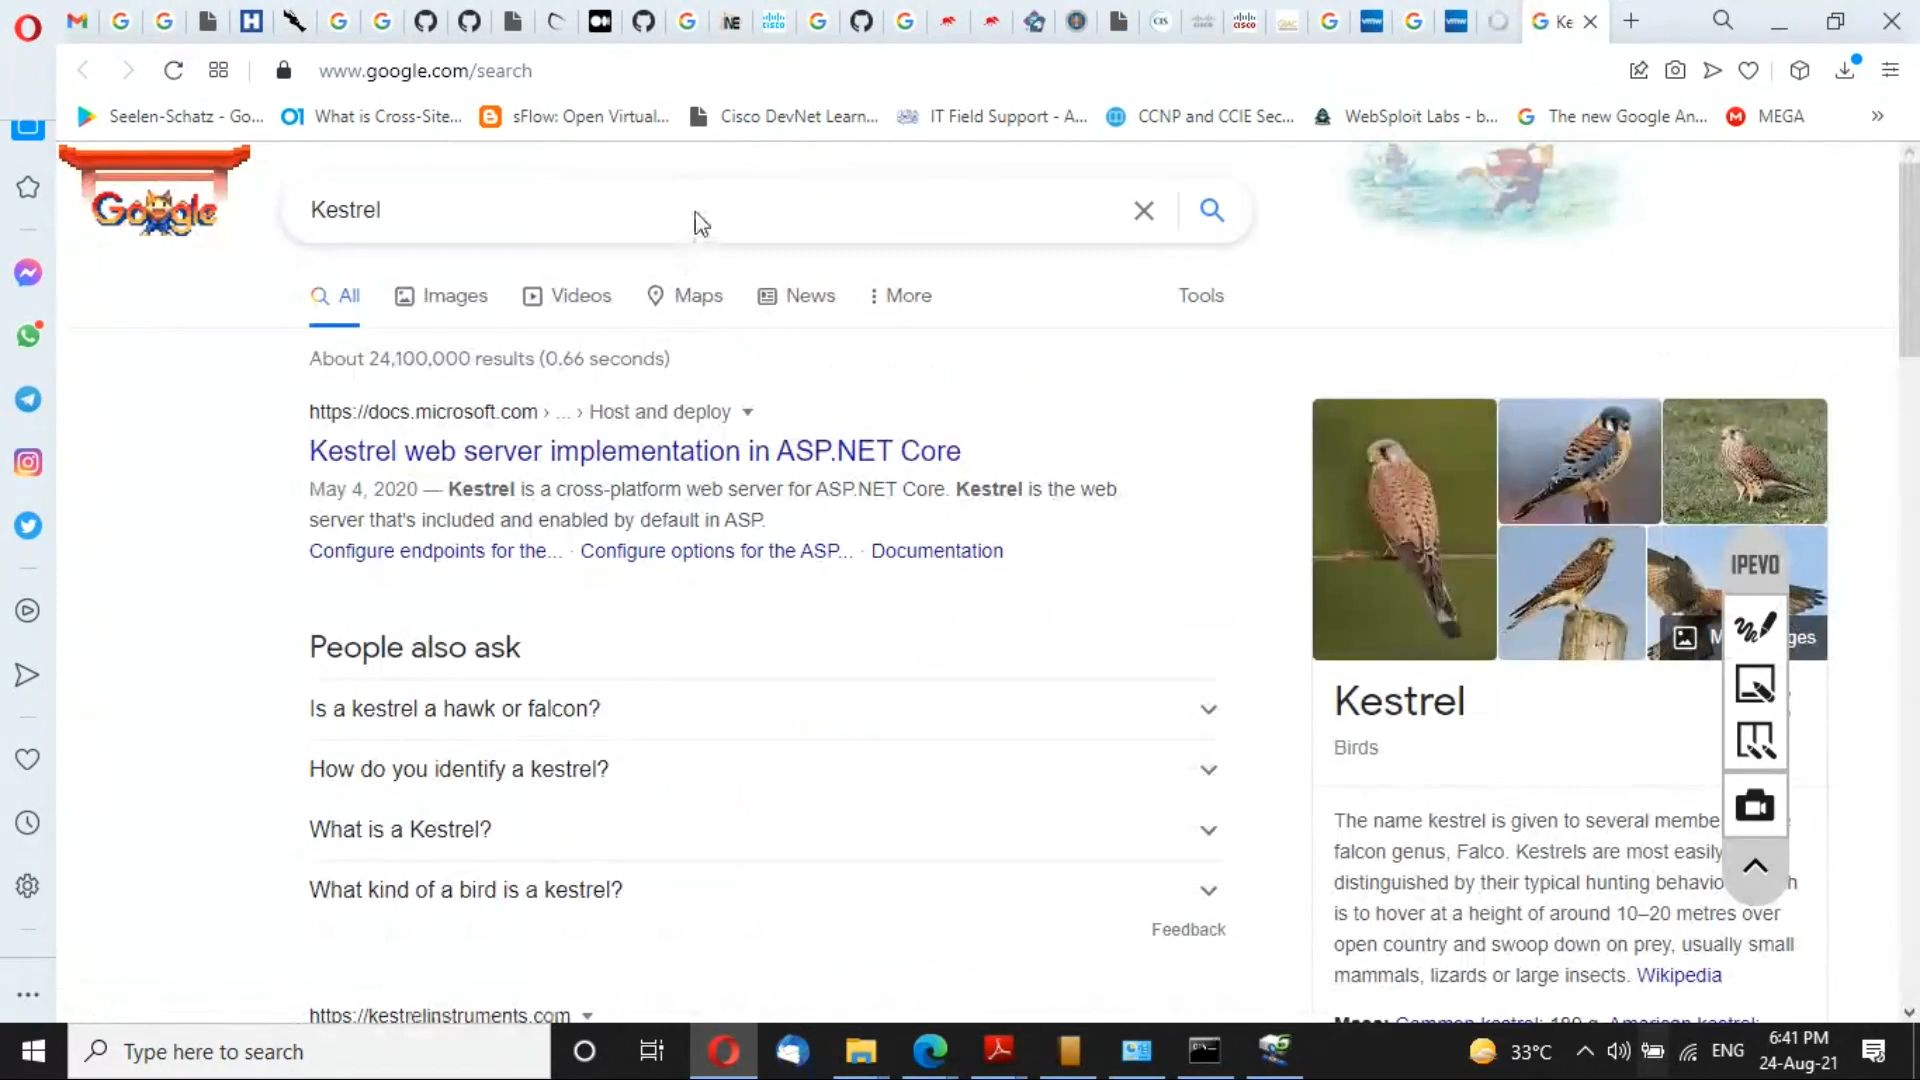 Ke
www.google.com/search
Seelen-Schatz - Go...
What is Cross-Site...
sFlow: Open Virtual...
Cisco DevNet Learn...
IT Field Support - A...
CCNP and CCIE Sec...
WebSploit Labs - b...
The new Google An...
MEGA
Google
Kestrel
All
Images
Videos
Maps
News
More
Tools
About 24,100,000 results (0.66 seconds)
https://docs.microsoft.com › ... › Host and deploy
Kestrel web server implementation in ASP.NET Core
May 4, 2020 — Kestrel is a cross-platform web server for ASP.NET Core. Kestrel is the web
server that's included and enabled by default in ASP.
Configure endpoints for the... · Configure options for the ASP... · Documentation
People also ask
Is a kestrel a hawk or falcon?
How do you identify a kestrel?
What is a Kestrel?
What kind of a bird is a kestrel?
Feedback
https://kestrelinstruments.com
IPEVO
Kestrel
Birds
The name kestrel is given to several membe
falcon genus, Falco. Kestrels are most easily
distinguished by their typical hunting behavio h
is to hover at a height of around 10–20 metres over
open country and swoop down on prey, usually small
mammals, lizards or large insects. Wikipedia
Mass: Common kestrel: 180 g, American kestrel:
Type here to search
33°C
ENG
6:41 PM
24-Aug-21